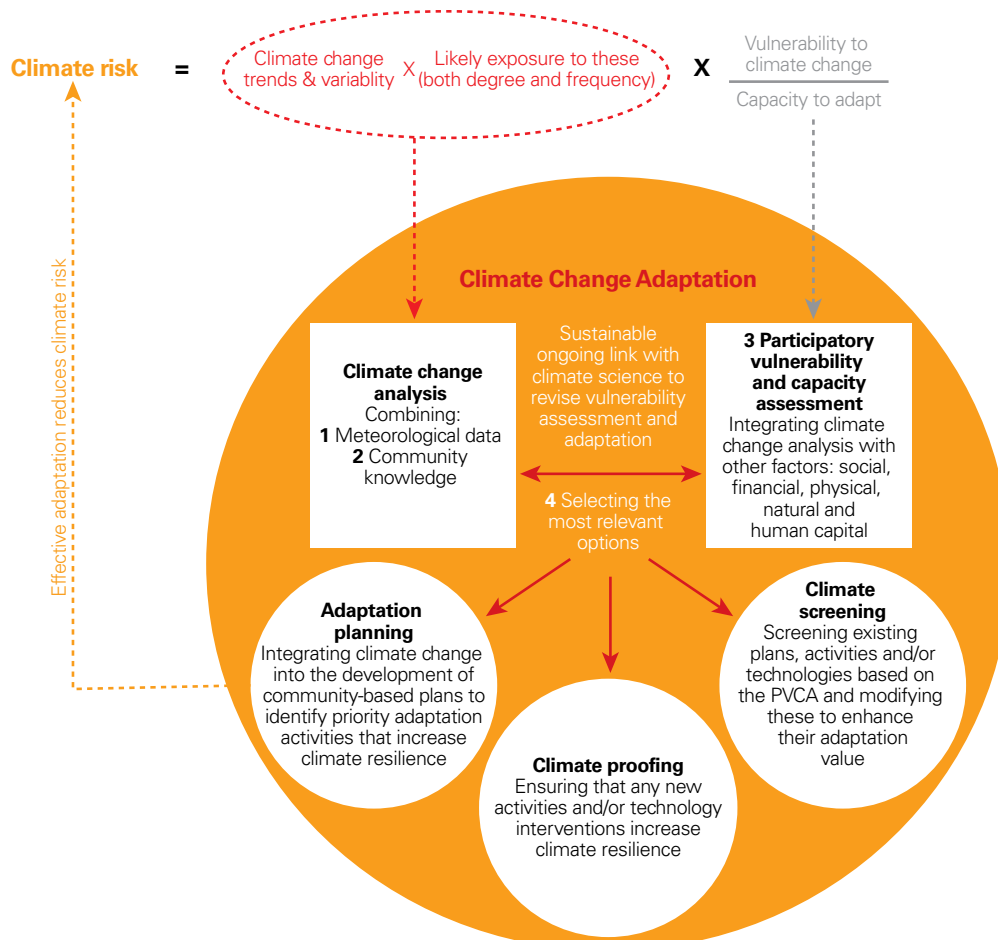 Climate risk
=
Climate change
trends & variablity
X
Likely exposure to these
(both degree and frequency)
X
Vulnerability to
climate change
Capacity to adapt
Effective adaptation reduces climate risk
Climate Change Adaptation
Climate change
analysis
Combining:
1 Meteorological data
2 Community
knowledge
Sustainable
ongoing link with
climate science to
revise vulnerability
assessment and
adaptation
3 Participatory
vulnerability
and capacity
assessment
Integrating climate
change analysis with
other factors: social,
financial, physical,
natural and
human capital
4 Selecting the
most relevant
options
Adaptation
planning
Integrating climate change
into the development of
community-based plans to
identify priority adaptation
activities that increase
climate resilience
Climate proofing
Ensuring that any new
activities and/or technology
interventions increase
climate resilience
Climate
screening
Screening existing
plans, activities and/or
technologies based on
the PVCA and modifying
these to enhance
their adaptation
value